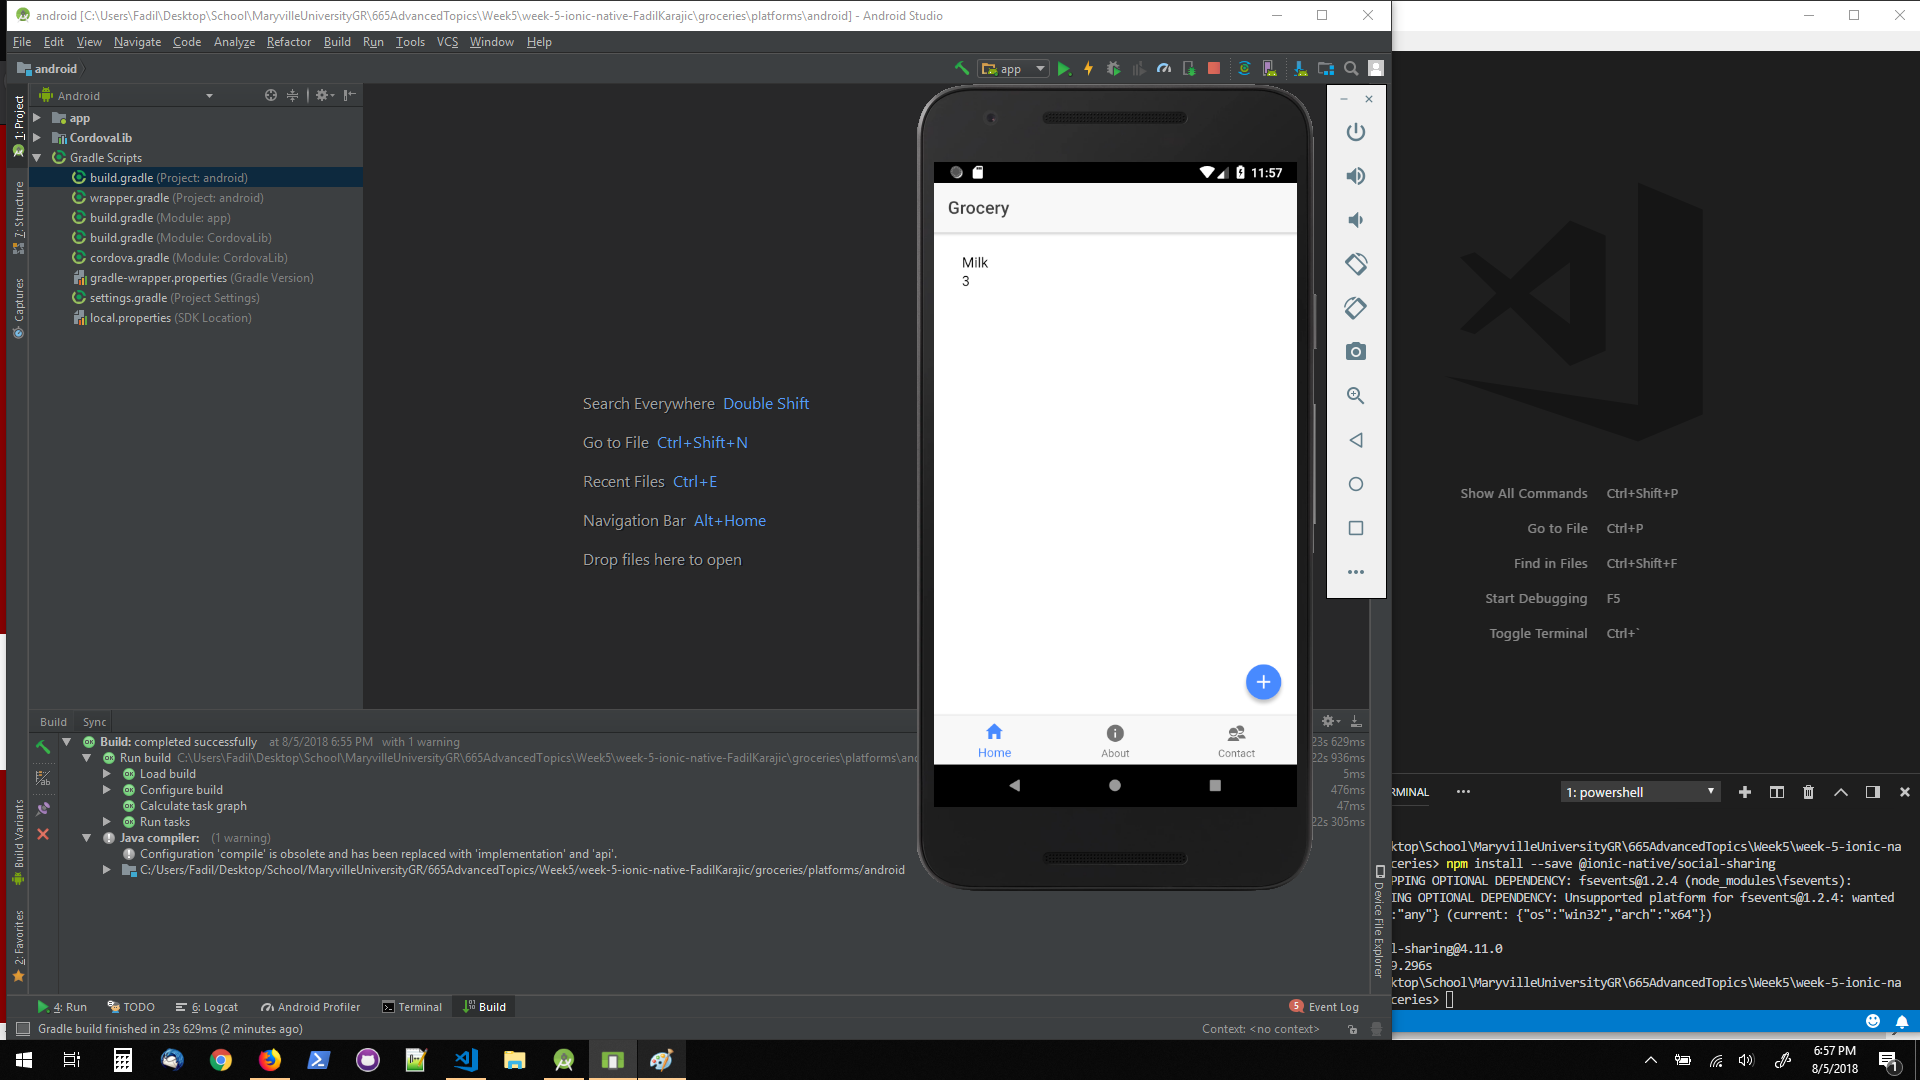 android [C:\Users\Fadil\Desktop\School\MaryvilleUniversityGR\665AdvancedTopics\Week5\week-5-ionic-native-FadilKarajic\groceries\platforms\android] - Android Studio
File Edit View Navigate Code Analyze Refactor Build Run Tools VCS Window Help
android
app
Android
1: Project
7: Structure
Captures
Build Variants
2: Favorites
app
CordovaLib
Gradle Scripts
build.gradle (Project: android)
wrapper.gradle (Project: android)
build.gradle (Module: app)
build.gradle (Module: CordovaLib)
cordova.gradle (Module: CordovaLib)
gradle-wrapper.properties (Gradle Version)
settings.gradle (Project Settings)
local.properties (SDK Location)
Search Everywhere Double Shift
Go to File Ctrl+Shift+N
Recent Files Ctrl+E
Navigation Bar Alt+Home
Drop files here to open
11:57
Grocery
Milk
3
Home About Contact
Show All Commands Ctrl+Shift+P
Go to File Ctrl+P
Find in Files Ctrl+Shift+F
Start Debugging F5
Toggle Terminal Ctrl+`
Build Sync
Build: completed successfully at 8/5/2018 6:55 PM with 1 warning 23s 629ms
Run build C:\Users\Fadil\Desktop\School\MaryvilleUniversityGR\665AdvancedTopics\Week5\week-5-ionic-native-FadilKarajic\groceries\platforms\anc 22s 936ms
Load build 5ms
Configure build 476ms
Calculate task graph 47ms
Run tasks 22s 305ms
Java compiler: (1 warning)
Configuration 'compile' is obsolete and has been replaced with 'implementation' and 'api'.
C:/Users/Fadil/Desktop/School/MaryvilleUniversityGR/665AdvancedTopics/Week5/week-5-ionic-native-FadilKarajic/groceries/platforms/android
Device File Explorer
4: Run TODO 6: Logcat Android Profiler Terminal Build 5 Event Log
Gradle build finished in 23s 629ms (2 minutes ago) Context: <no context>
RMINAL ••• 1: powershell
ktop\School\MaryvilleUniversityGR\665AdvancedTopics\Week5\week-5-ionic-na
ceries> npm install --save @ionic-native/social-sharing
PPING OPTIONAL DEPENDENCY: fsevents@1.2.4 (node_modules\fsevents):
ING OPTIONAL DEPENDENCY: Unsupported platform for fsevents@1.2.4: wanted
:"any"} (current: {"os":"win32","arch":"x64"})
l-sharing@4.11.0
9.296s
ktop\School\MaryvilleUniversityGR\665AdvancedTopics\Week5\week-5-ionic-na
ceries>
6:57 PM
8/5/2018
1